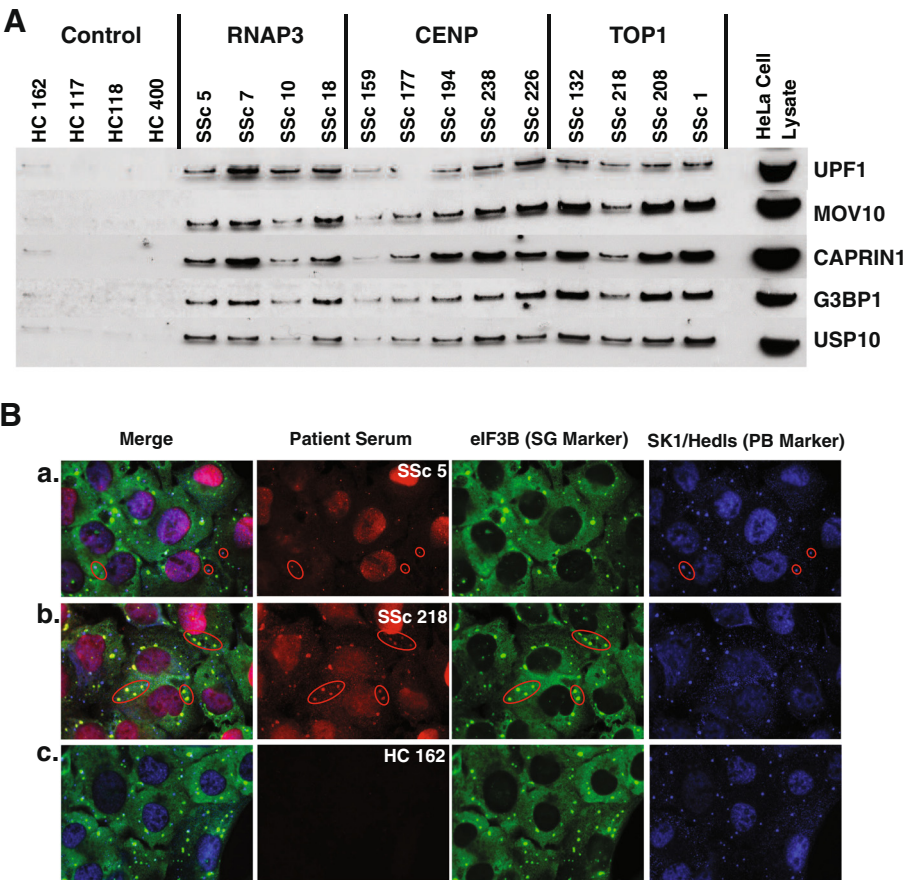 A
Control RNAP3 CENP TOP1
HC 162
HC 117
HC118
HC 400
SSc 5
SSc 7
SSc 10
SSc 18
SSc 159
SSc 177
SSc 194
SSc 238
SSc 226
SSc 132
SSc 218
SSc 208
SSc 1
HeLa Cell
Lysate
UPF1
MOV10
CAPRIN1
G3BP1
USP10
B
Merge Patient Serum eIF3B (SG Marker) SK1/Hedls (PB Marker)
a.
SSc 5
b.
SSc 218
c.
HC 162